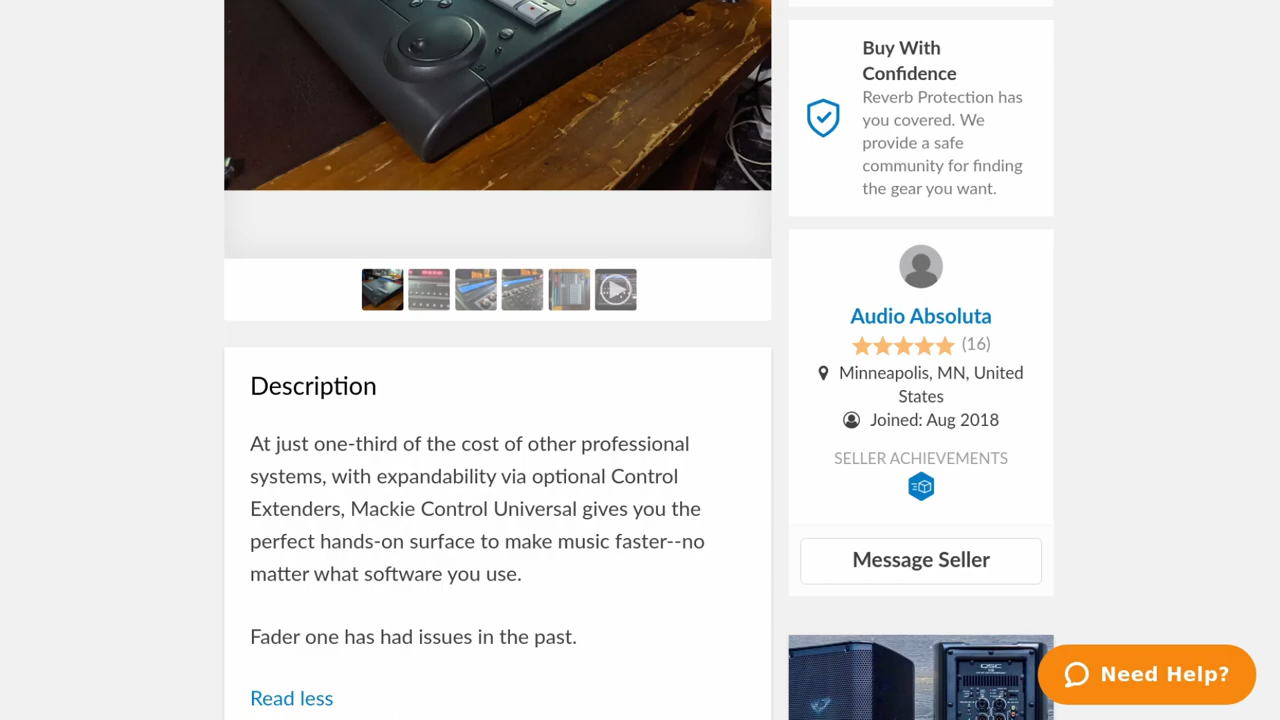 Buy With
Confidence
Reverb Protection has
you covered. We
provide a safe
community for finding
the gear you want.
Audio Absoluta
(16)
Minneapolis, MN, United
States
Joined: Aug 2018
SELLER ACHIEVEMENTS
Message Seller
Description
At just one-third of the cost of other professional
systems, with expandability via optional Control
Extenders, Mackie Control Universal gives you the
perfect hands-on surface to make music faster--no
matter what software you use.
Fader one has had issues in the past.
Read less
QSC
Need Help?